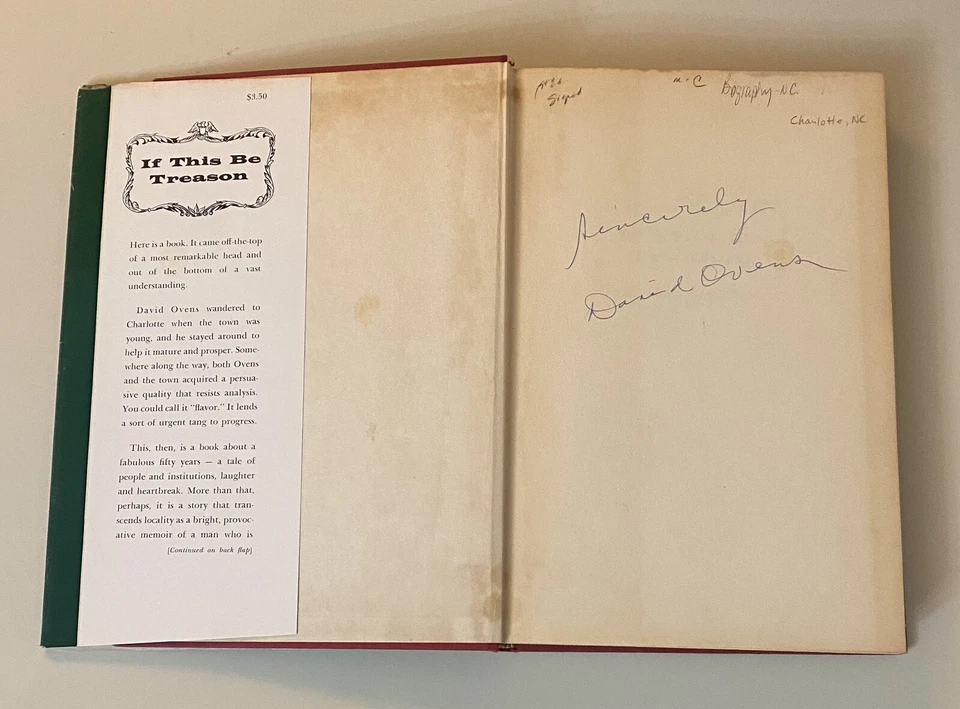 $3.50
If This Be
Treason
Here is a book. It came off-the-top
of a most remarkable head and
out of the bottom of a vast
understanding.
David Ovens wandered to
Charlotte when the town was
young, and he stayed around to
help it mature and prosper. Some-
where along the way, both Ovens
and the town acquired a persua-
sive quality that resists analysis.
You could call it "flavor." It lends
a sort of urgent tang to progress.
This, then, is a book about a
fabulous fifty years — a tale of
people and institutions, laughter
and heartbreak. More than that,
perhaps, it is a story that tran-
scends locality as a bright, provoc-
ative memoir of a man who is
[Continued on back flap]
Signed
Biography-NC.
Charlotte, NC
Sincerely
David Ovens